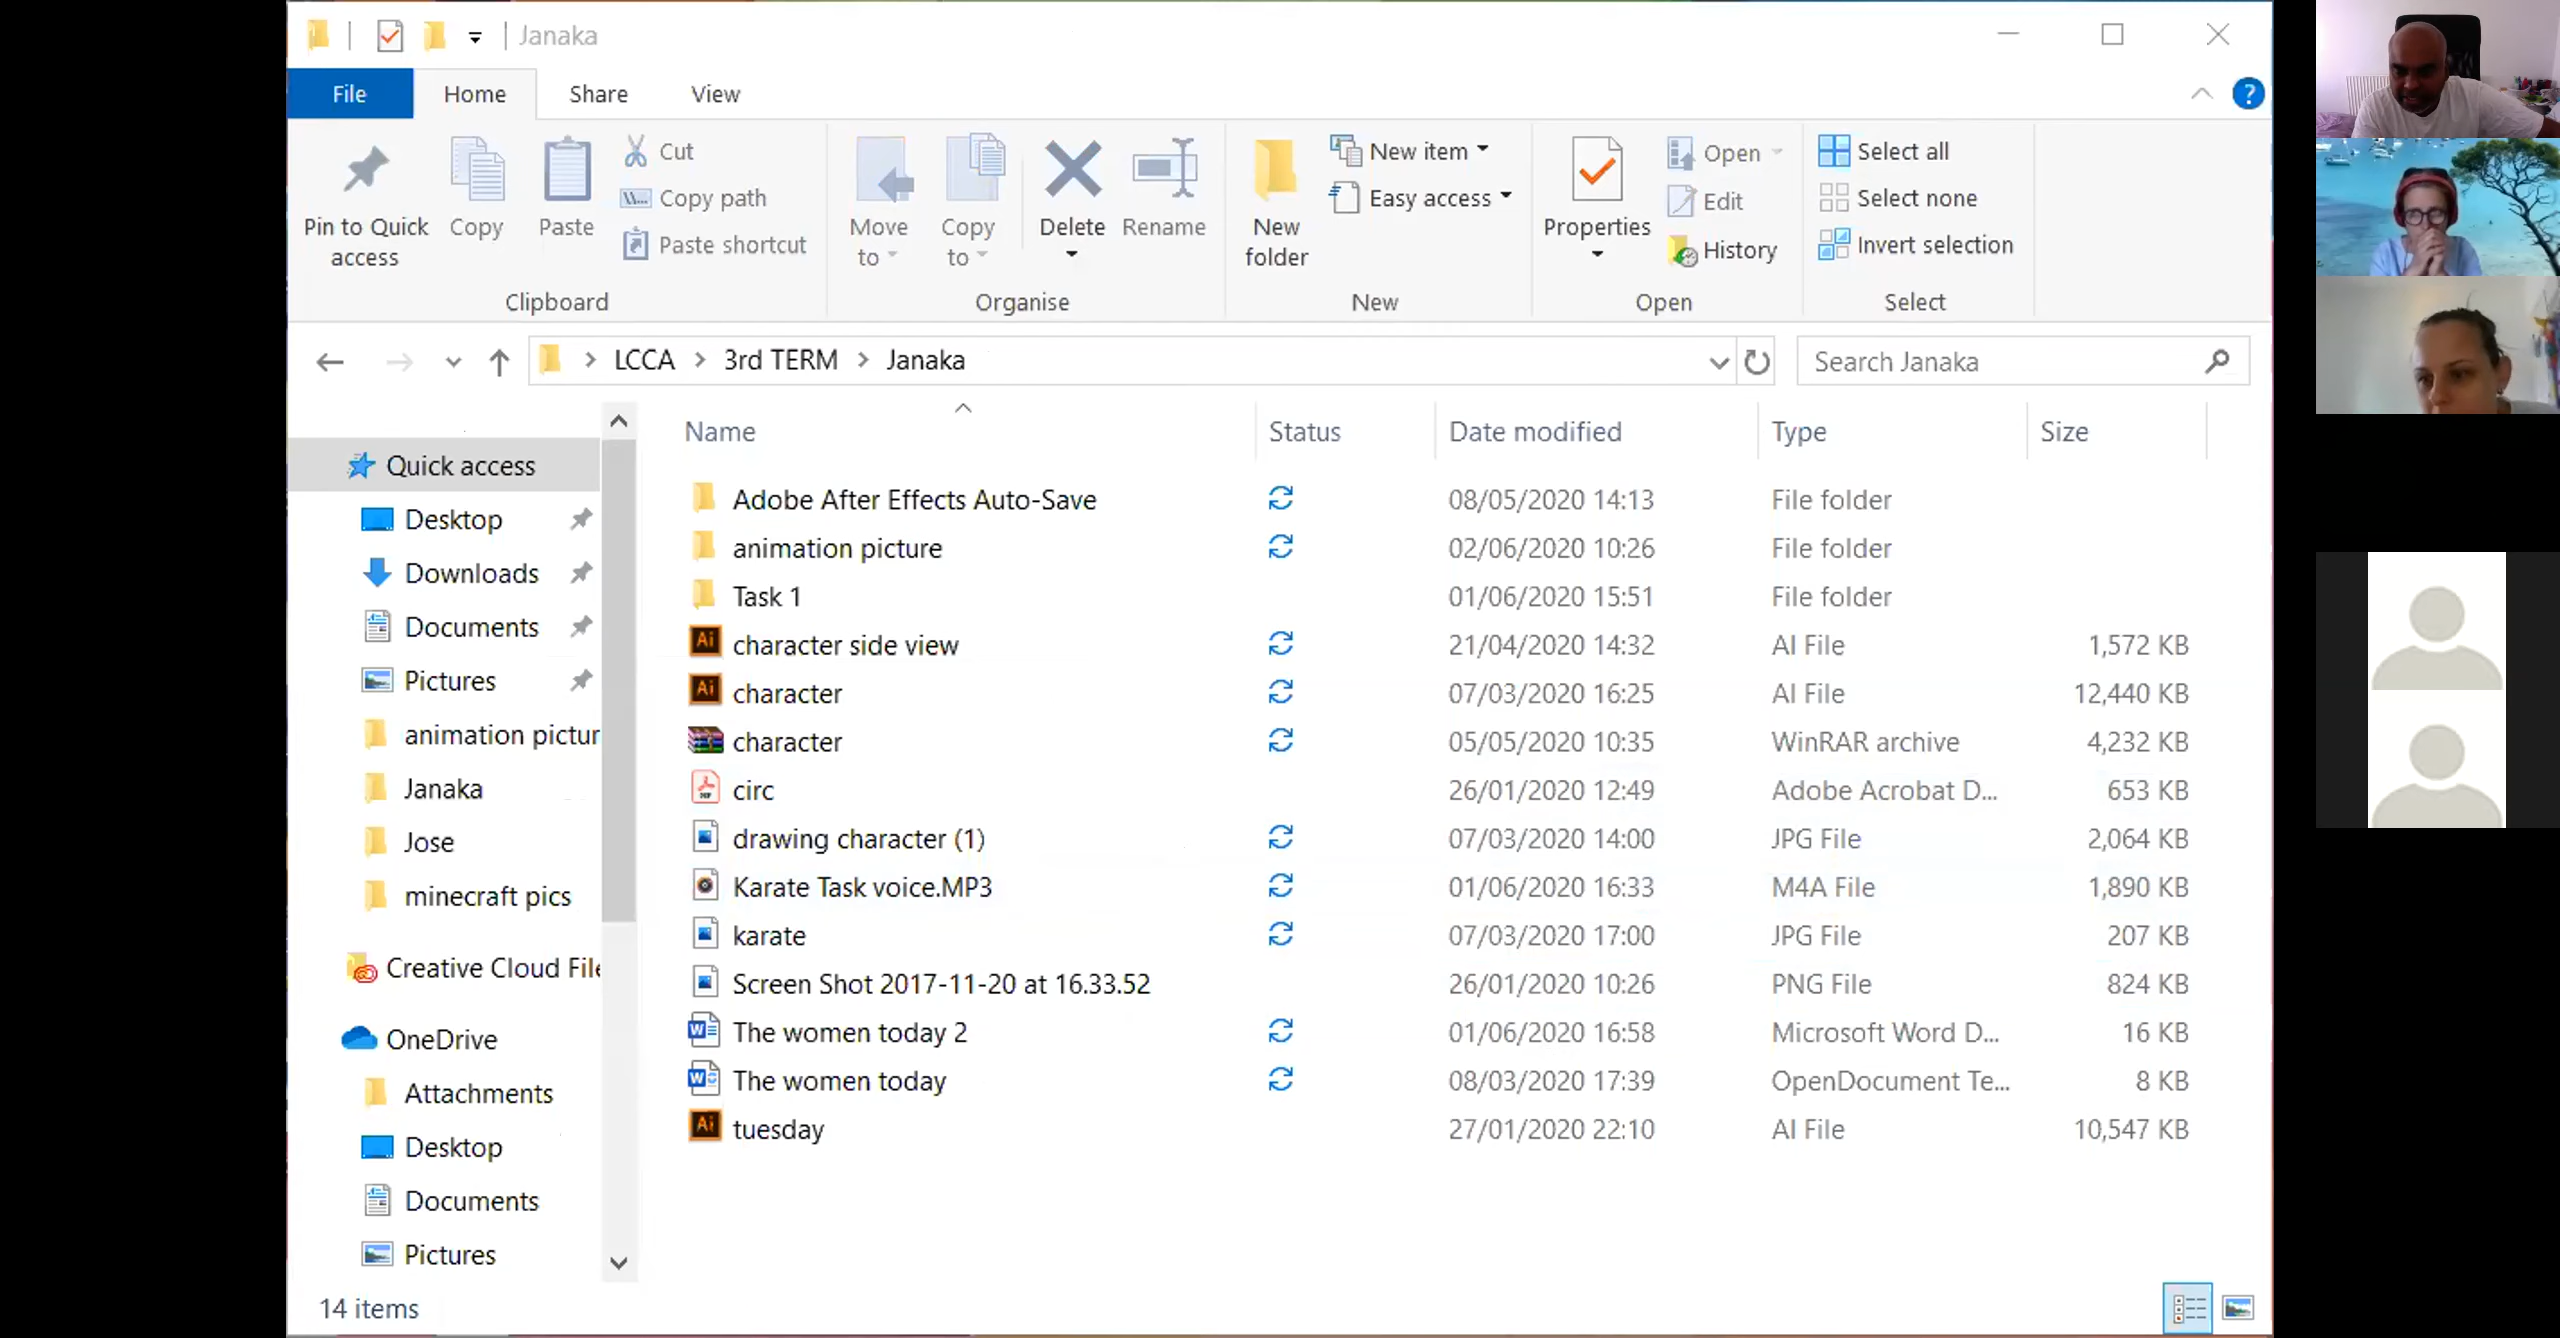 Janaka
File Home Share View
Pin to Quick access
Copy
Paste
Cut
Copy path
Paste shortcut
Clipboard
Move to
Copy to
Delete
Rename
Organise
New folder
New item
Easy access
New
Properties
Open
Edit
History
Open
Select all
Select none
Invert selection
Select
LCCA > 3rd TERM > Janaka
Search Janaka
Quick access
Desktop
Downloads
Documents
Pictures
animation pictur
Janaka
Jose
minecraft pics
Creative Cloud File
OneDrive
Attachments
Desktop
Documents
Pictures
Name Status Date modified Type Size
Adobe After Effects Auto-Save 08/05/2020 14:13 File folder
animation picture 02/06/2020 10:26 File folder
Task 1 01/06/2020 15:51 File folder
character side view 21/04/2020 14:32 AI File 1,572 KB
character 07/03/2020 16:25 AI File 12,440 KB
character 05/05/2020 10:35 WinRAR archive 4,232 KB
circ 26/01/2020 12:49 Adobe Acrobat D... 653 KB
drawing character (1) 07/03/2020 14:00 JPG File 2,064 KB
Karate Task voice.MP3 01/06/2020 16:33 M4A File 1,890 KB
karate 07/03/2020 17:00 JPG File 207 KB
Screen Shot 2017-11-20 at 16.33.52 26/01/2020 10:26 PNG File 824 KB
The women today 2 01/06/2020 16:58 Microsoft Word D... 16 KB
The women today 08/03/2020 17:39 OpenDocument Te... 8 KB
tuesday 27/01/2020 22:10 AI File 10,547 KB
14 items